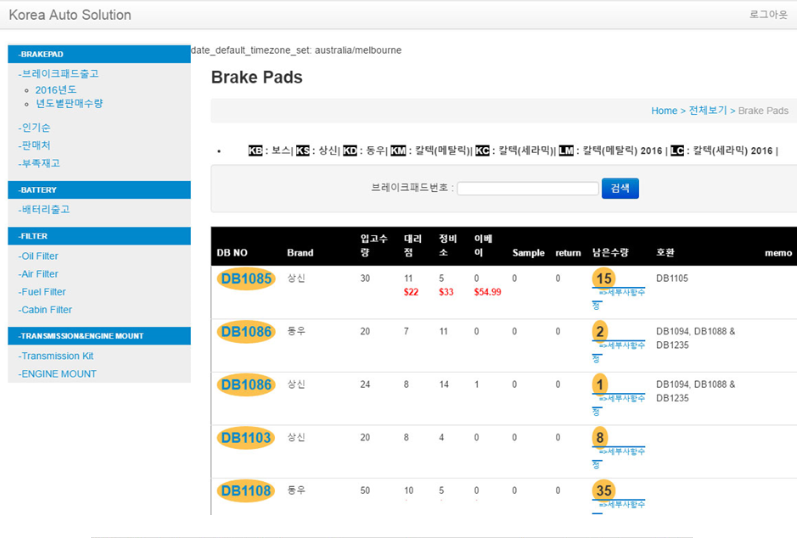 Korea Auto Solution 로그아웃
date_default_timezone_set: australia/melbourne
-BRAKEPAD
-브레이크패드출고
2016년도
년도별판매수량
-인기순
-판매처
-부족재고
-BATTERY
-배터리출고
-FILTER
-Oil Filter
-Air Filter
-Fuel Filter
-Cabin Filter
-TRANSMISSION&ENGINE MOUNT
-Transmission Kit
-ENGINE MOUNT
Brake Pads
Home > 전체보기 > Brake Pads
KB : 보스| KS : 상신| KD : 동우| KM : 칼텍(메탈릭)| KC : 칼텍(세라믹)| LM : 칼텍(메탈릭) 2016 | LC : 칼텍(세라믹) 2016 |
브레이크패드번호 : 검색
DB NO Brand 입고수량 대리점 정비소 이베이 Sample return 남은수량 호환 memo
DB1085 상신 30 11 5 0 0 0 15 DB1105
$22 $33 $54.99 =>세부사항수정
DB1086 동우 20 7 11 0 0 0 2 DB1094, DB1088 &
=>세부사항수정 DB1235
DB1086 상신 24 8 14 1 0 0 1 DB1094, DB1088 &
=>세부사항수정 DB1235
DB1103 상신 20 8 4 0 0 0 8
=>세부사항수정
DB1108 동우 50 10 5 0 0 0 35
=>세부사항수